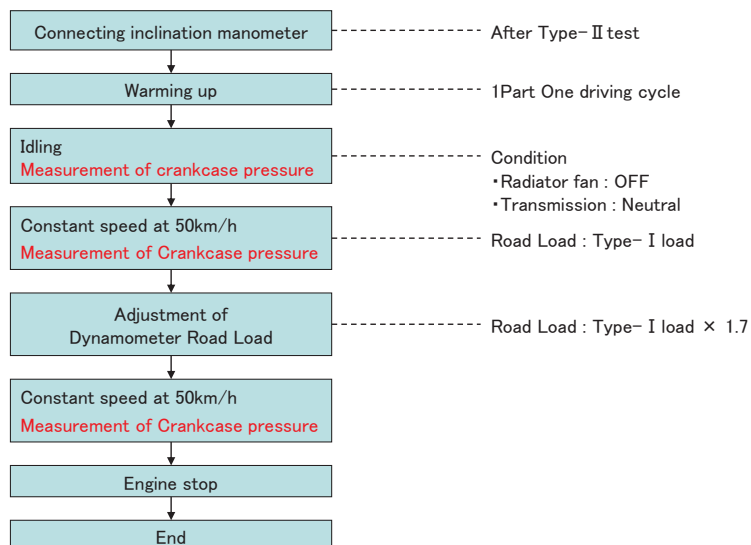 Connecting inclination manometer
After Type-Ⅱ test
Warming up
1Part One driving cycle
Idling
Measurement of crankcase pressure
Condition
・Radiator fan : OFF
・Transmission : Neutral
Constant speed at 50km/h
Measurement of Crankcase pressure
Road Load : Type-Ⅰ load
Adjustment of
Dynamometer Road Load
Road Load : Type-Ⅰ load × 1.7
Constant speed at 50km/h
Measurement of Crankcase pressure
Engine stop
End